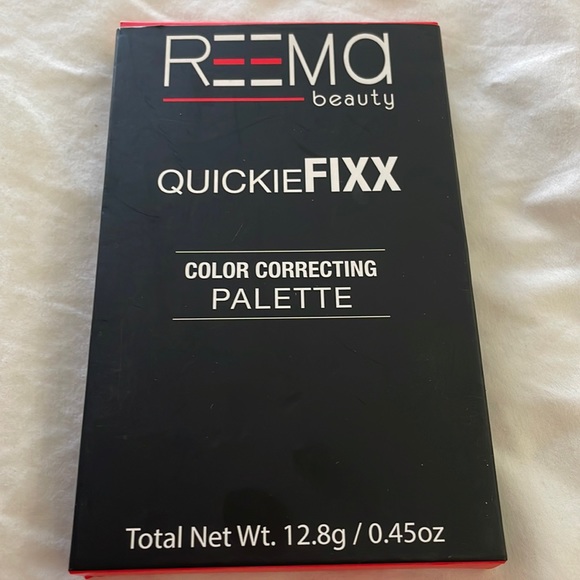 REEMa
beauty
QUICKIEFIXX
COLOR CORRECTING
PALETTE
Total Net Wt. 12.8g / 0.45oz